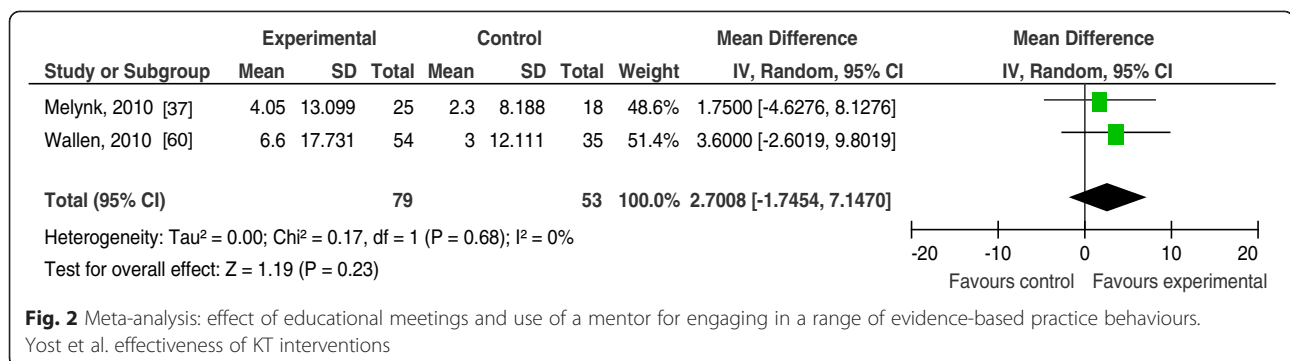 Experimental Control Mean Difference Mean Difference
Study or Subgroup Mean SD Total Mean SD Total Weight IV, Random, 95% CI IV, Random, 95% CI
Melynk, 2010 [37] 4.05 13.099 25 2.3 8.188 18 48.6% 1.7500 [-4.6276, 8.1276]
Wallen, 2010 [60] 6.6 17.731 54 3 12.111 35 51.4% 3.6000 [-2.6019, 9.8019]
Total (95% CI) 79 53 100.0% 2.7008 [-1.7454, 7.1470]
Heterogeneity: Tau² = 0.00; Chi² = 0.17, df = 1 (P = 0.68); I² = 0%
Test for overall effect: Z = 1.19 (P = 0.23)
-20 -10 0 10 20
Favours control Favours experimental
Fig. 2 Meta-analysis: effect of educational meetings and use of a mentor for engaging in a range of evidence-based practice behaviours.
Yost et al. effectiveness of KT interventions